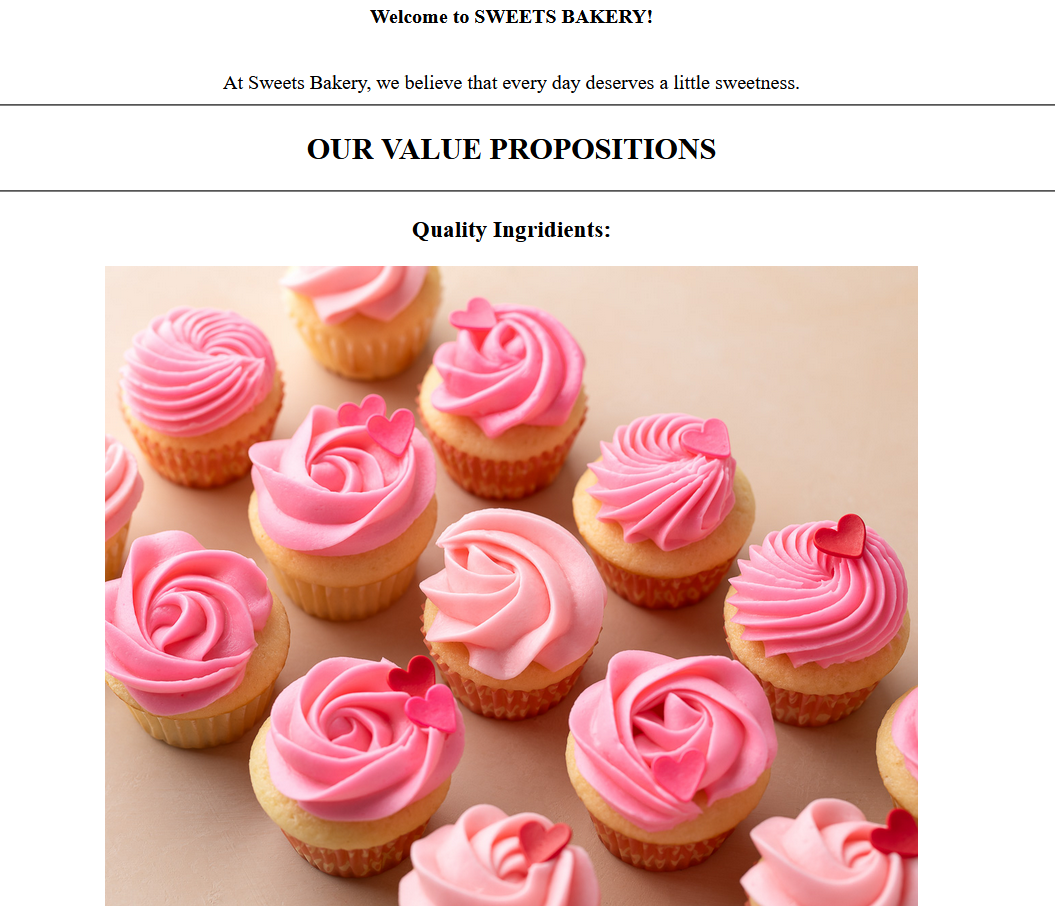 Welcome to SWEETS BAKERY!
At Sweets Bakery, we believe that every day deserves a little sweetness.
OUR VALUE PROPOSITIONS
Quality Ingridients: